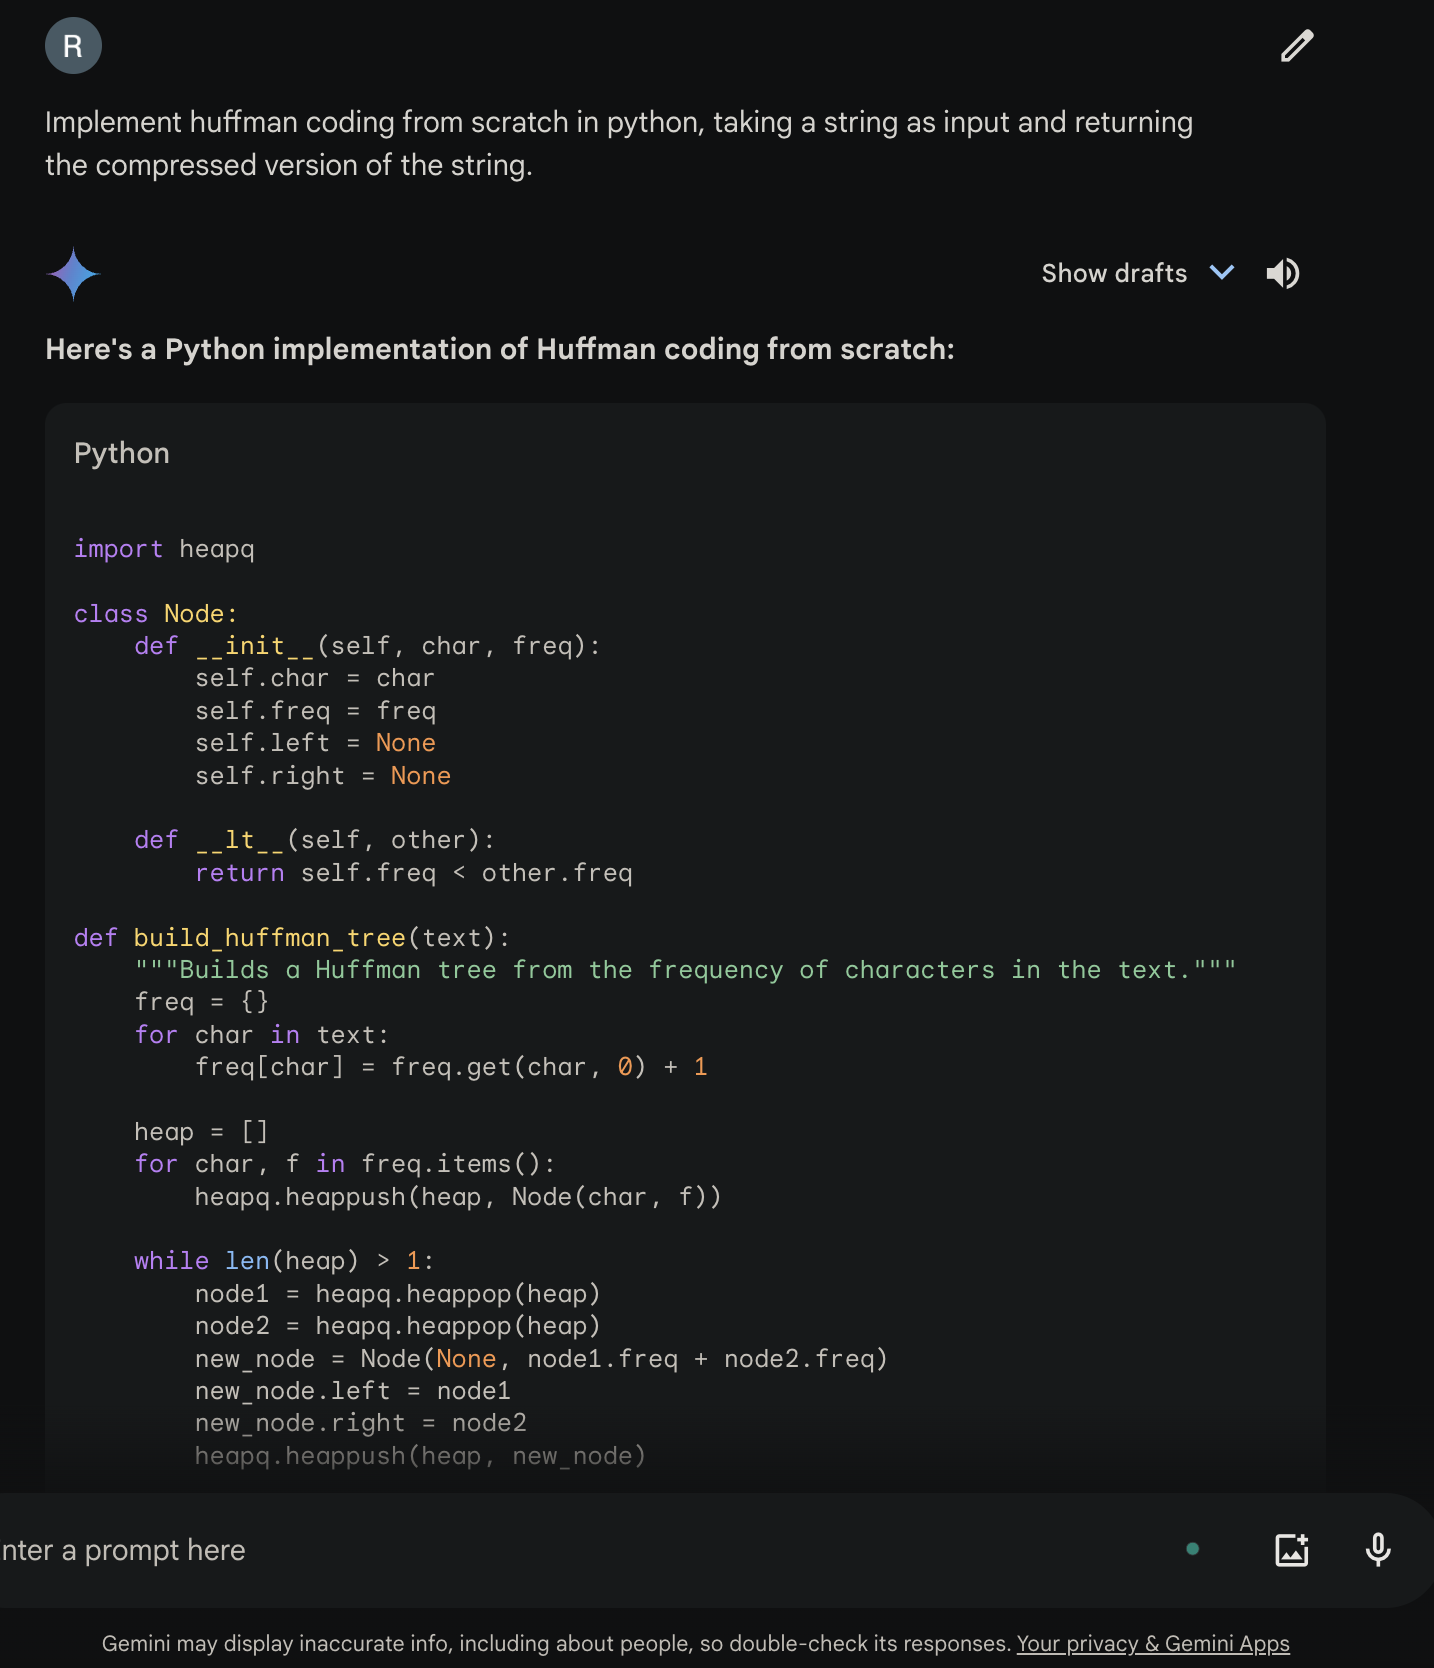 R
Implement huffman coding from scratch in python, taking a string as input and returning
the compressed version of the string.
Show drafts
Here's a Python implementation of Huffman coding from scratch:
Python
import heapq
class Node:
    def __init__(self, char, freq):
        self.char = char
        self.freq = freq
        self.left = None
        self.right = None
    def __lt__(self, other):
        return self.freq < other.freq
def build_huffman_tree(text):
    """Builds a Huffman tree from the frequency of characters in the text."""
    freq = {}
    for char in text:
        freq[char] = freq.get(char, 0) + 1
    heap = []
    for char, f in freq.items():
        heapq.heappush(heap, Node(char, f))
    while len(heap) > 1:
        node1 = heapq.heappop(heap)
        node2 = heapq.heappop(heap)
        new_node = Node(None, node1.freq + node2.freq)
        new_node.left = node1
        new_node.right = node2
        heapq.heappush(heap, new_node)
nter a prompt here
Gemini may display inaccurate info, including about people, so double-check its responses. Your privacy & Gemini Apps